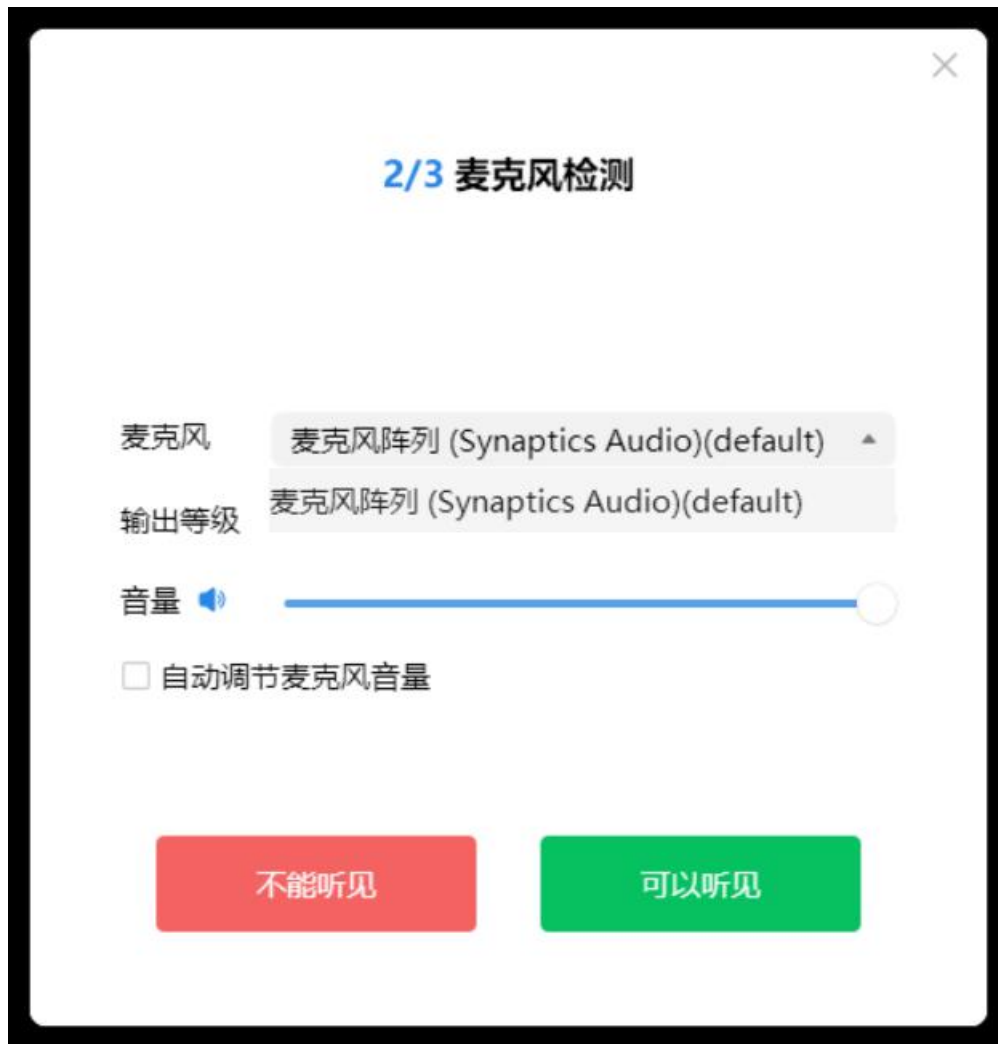 2/3 麦克风检测
麦克风
麦克风阵列 (Synaptics Audio)(default)
麦克风阵列 (Synaptics Audio)(default)
输出等级
音量
自动调节麦克风音量
不能听见
可以听见